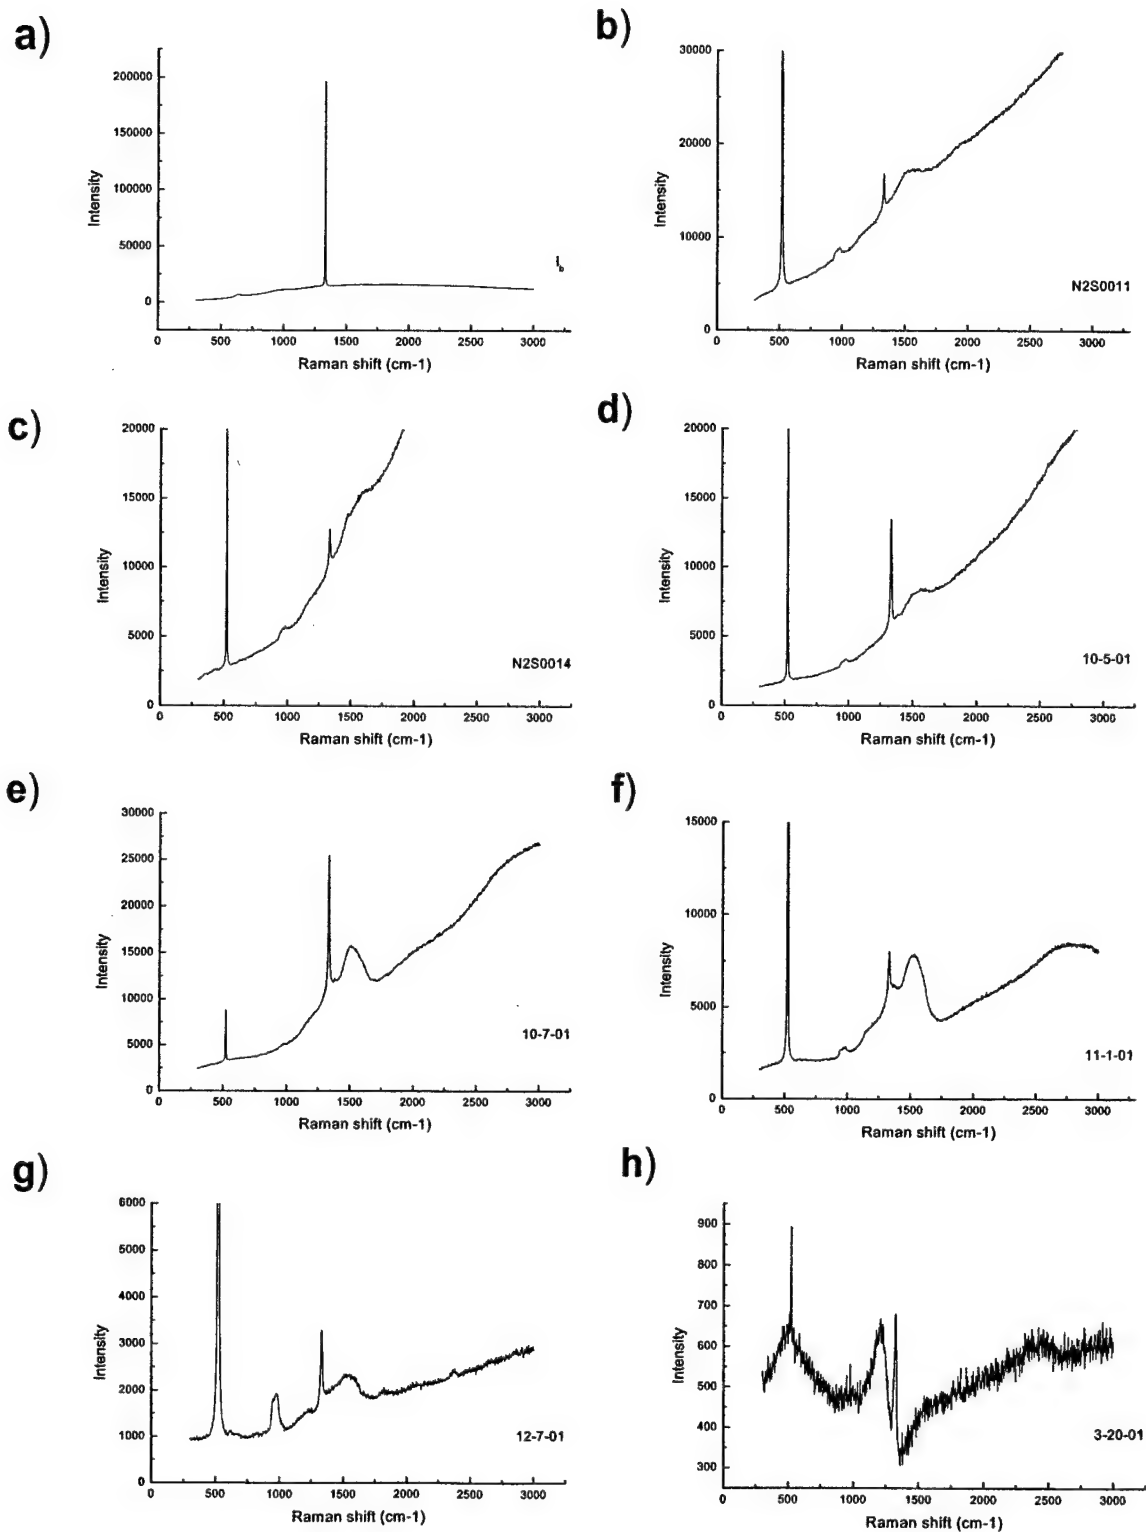 a)
200000
150000
100000
50000
0
Intensity
I_b
0 500 1000 1500 2000 2500 3000
Raman shift (cm-1)
b)
30000
20000
10000
0
Intensity
N2S0011
0 500 1000 1500 2000 2500 3000
Raman shift (cm-1)
c)
20000
15000
10000
5000
0
Intensity
N2S0014
0 500 1000 1500 2000 2500 3000
Raman shift (cm-1)
d)
20000
15000
10000
5000
0
Intensity
10-5-01
0 500 1000 1500 2000 2500 3000
Raman shift (cm-1)
e)
30000
25000
20000
15000
10000
5000
0
Intensity
10-7-01
0 500 1000 1500 2000 2500 3000
Raman shift (cm-1)
f)
15000
10000
5000
0
Intensity
11-1-01
0 500 1000 1500 2000 2500 3000
Raman shift (cm-1)
g)
6000
5000
4000
3000
2000
1000
0
Intensity
12-7-01
0 500 1000 1500 2000 2500 3000
Raman shift (cm-1)
h)
900
800
700
600
500
400
300
Intensity
3-20-01
0 500 1000 1500 2000 2500 3000
Raman shift (cm-1)